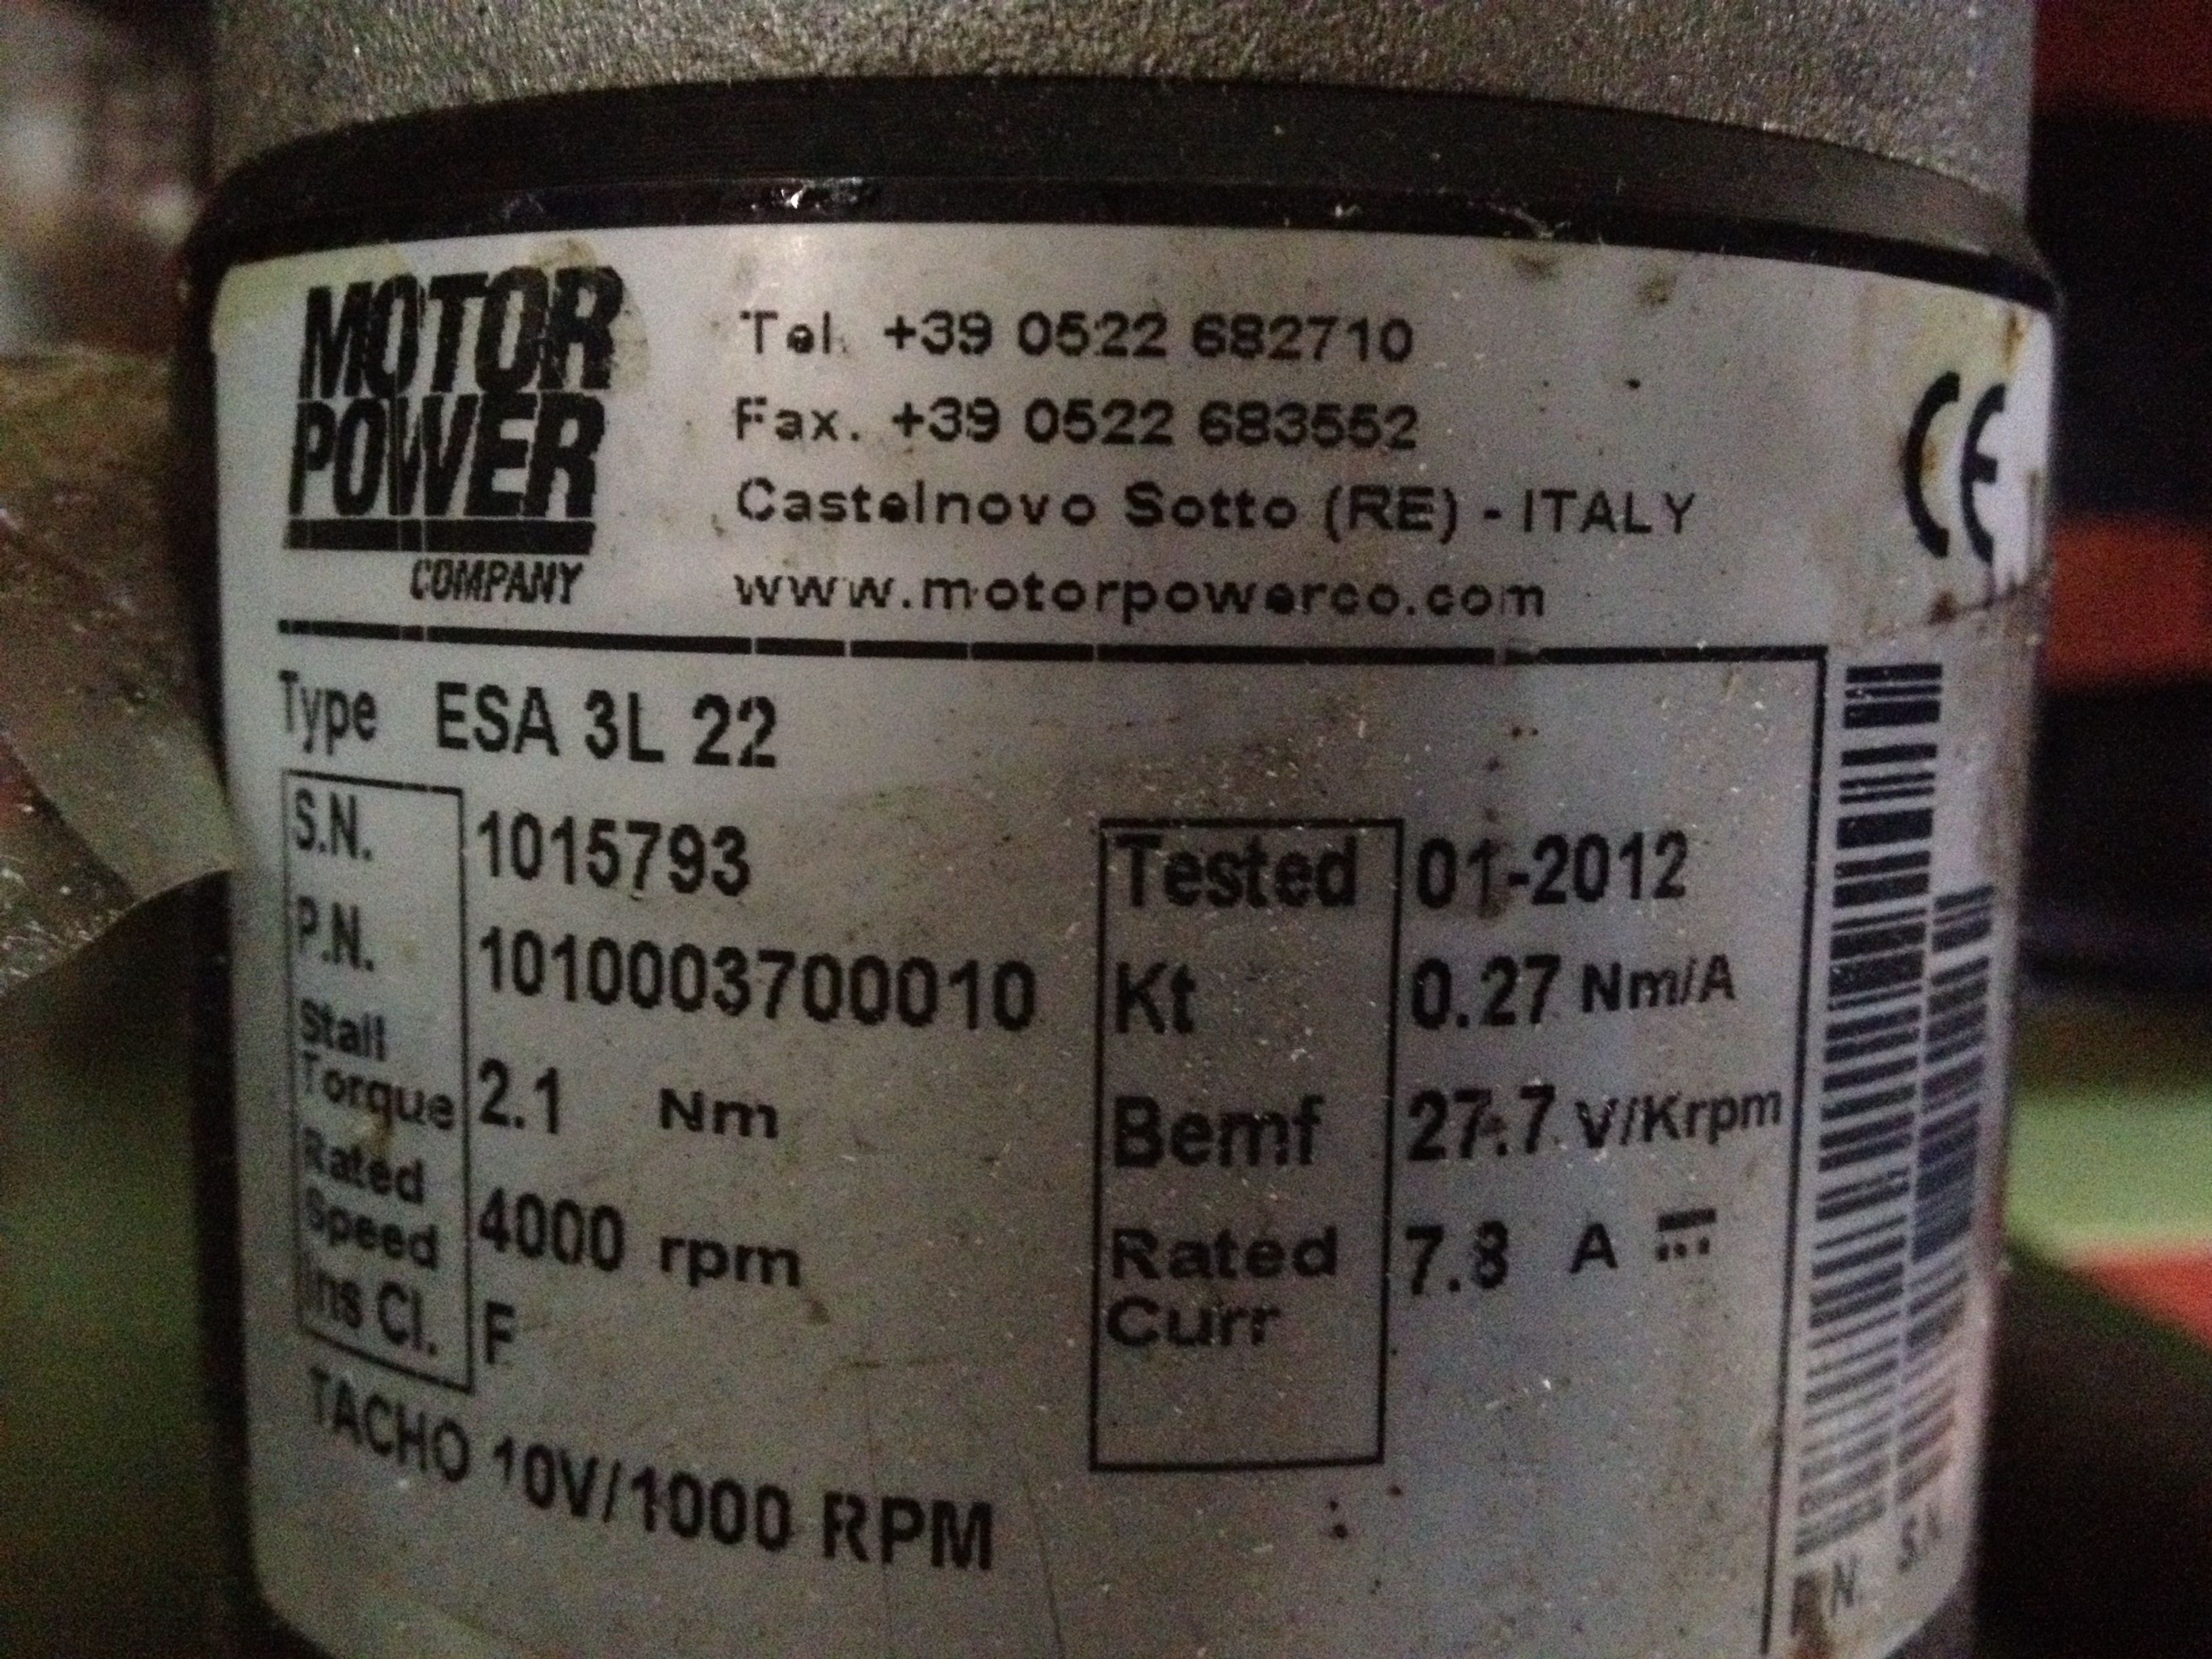 MOTOR
POWER
COMPANY
Tel. +39 0522 682710
Fax. +39 0522 683552
Castelnovo Sotto (RE) - ITALY
www.motorpowerco.com
CE
Type ESA 3L 22
S.N. 1015793
P.N. 1010003700010
Stall Torque 2.1 Nm
Rated Speed 4000 rpm
Ins Cl. F
TACHO 10V/1000 RPM
Tested 01-2012
Kt 0.27 Nm/A
Bemf 27.7 V/Krpm
Rated Curr 7.8 A
P.N.
S.N.